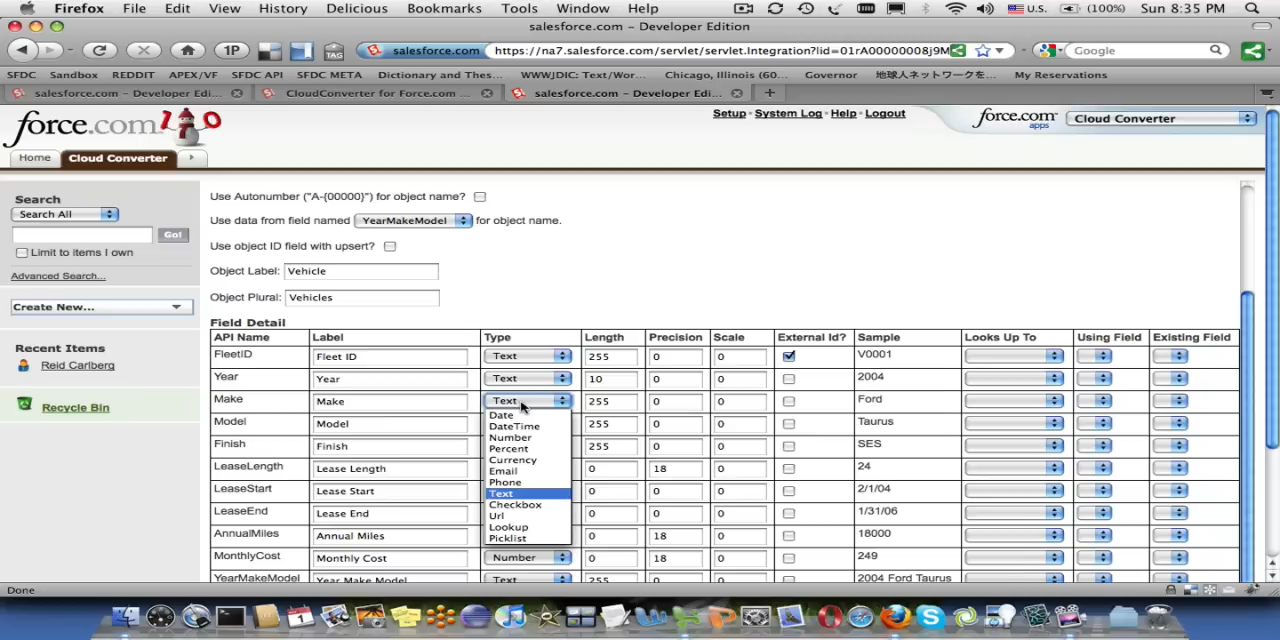 Firefox File Edit View History Delicious Bookmarks Tools Window Help U.S. (100%) Sun 8:35 PM
salesforce.com - Developer Edition
1P TAG salesforce.com https://na7.salesforce.com/servlet/servlet.Integration?lid=01rA00000008j9M Google
SFDC Sandbox REDDIT APEX/VF SFDC API SFDC META Dictionary and Thes... WWWJDIC: Text/Wor... Chicago, Illinois (60... Governor 地球人ネットワークを... My Reservations
salesforce.com - Developer Edi... CloudConverter for Force.com ... salesforce.com - Developer Edi... +
force.com 10 Setup · System Log · Help · Logout force.com apps Cloud Converter
Home Cloud Converter
Search
Search All
Go!
Limit to items I own
Advanced Search...
Create New...
Recent Items
Reid Carlberg
Recycle Bin
Use Autonumber ("A-{00000}") for object name?
Use data from field named YearMakeModel for object name.
Use object ID field with upsert?
Object Label: Vehicle
Object Plural: Vehicles
Field Detail
API Name Label Type Length Precision Scale External Id? Sample Looks Up To Using Field Existing Field
FleetID Fleet ID Text 255 0 0 V0001
Year Year Text 10 0 0 2004
Make Make Text 255 0 0 Ford
Model Model 255 0 0 Taurus
Finish Finish 255 0 0 SES
LeaseLength Lease Length 0 18 0 24
LeaseStart Lease Start 0 0 0 2/1/04
LeaseEnd Lease End 0 0 0 1/31/06
AnnualMiles Annual Miles 0 18 0 18000
MonthlyCost Monthly Cost Number 0 18 0 249
YearMakeModel Year Make Model Text 255 0 0 2004 Ford Taurus
Date
DateTime
Number
Percent
Currency
Email
Phone
Text
Checkbox
Url
Lookup
Picklist
Done